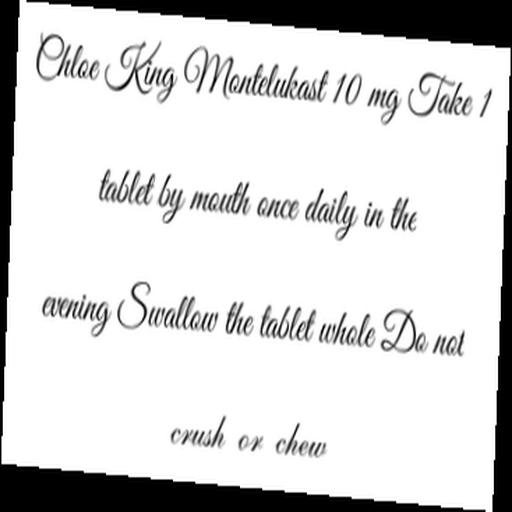 Chloe King Montelukast 10 mg Take 1
tablet by mouth once daily in the
evening Swallow the tablet whole Do not
crush or chew